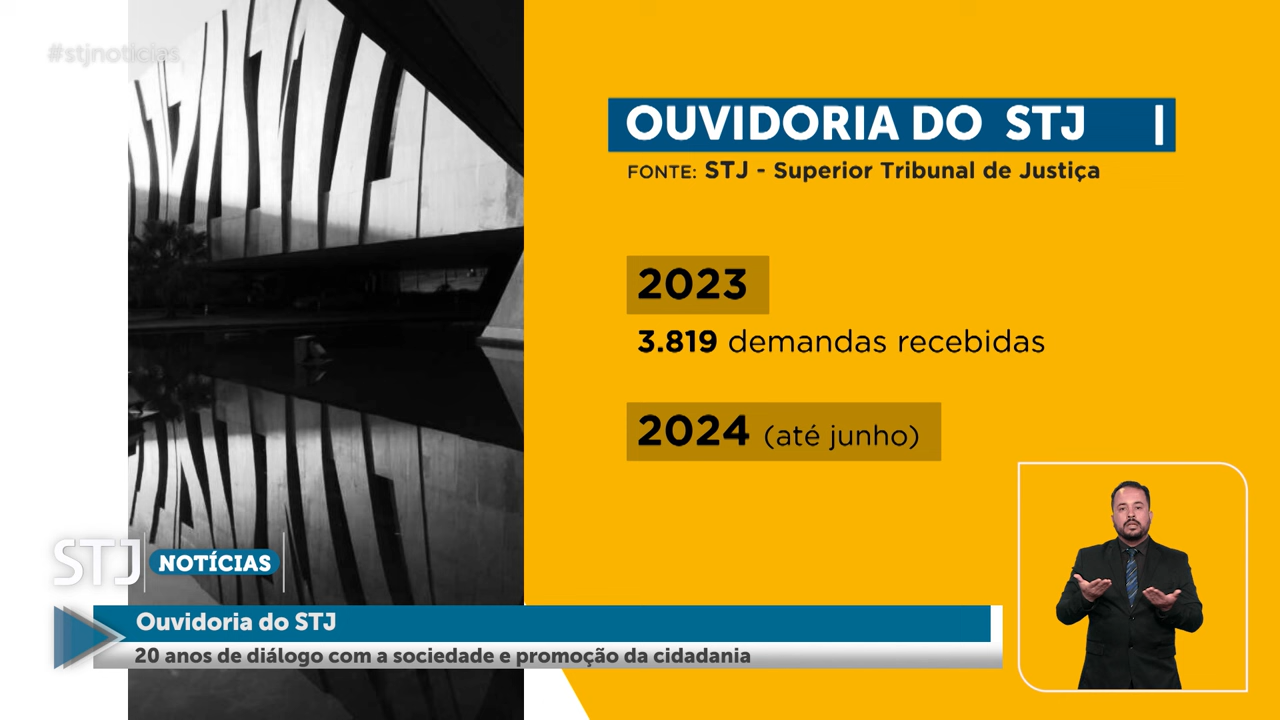 #stjnoticias
OUVIDORIA DO STJ
FONTE: STJ - Superior Tribunal de Justiça
2023
3.819 demandas recebidas
2024 (até junho)
STJ NOTÍCIAS
Ouvidoria do STJ
20 anos de diálogo com a sociedade e promoção da cidadania